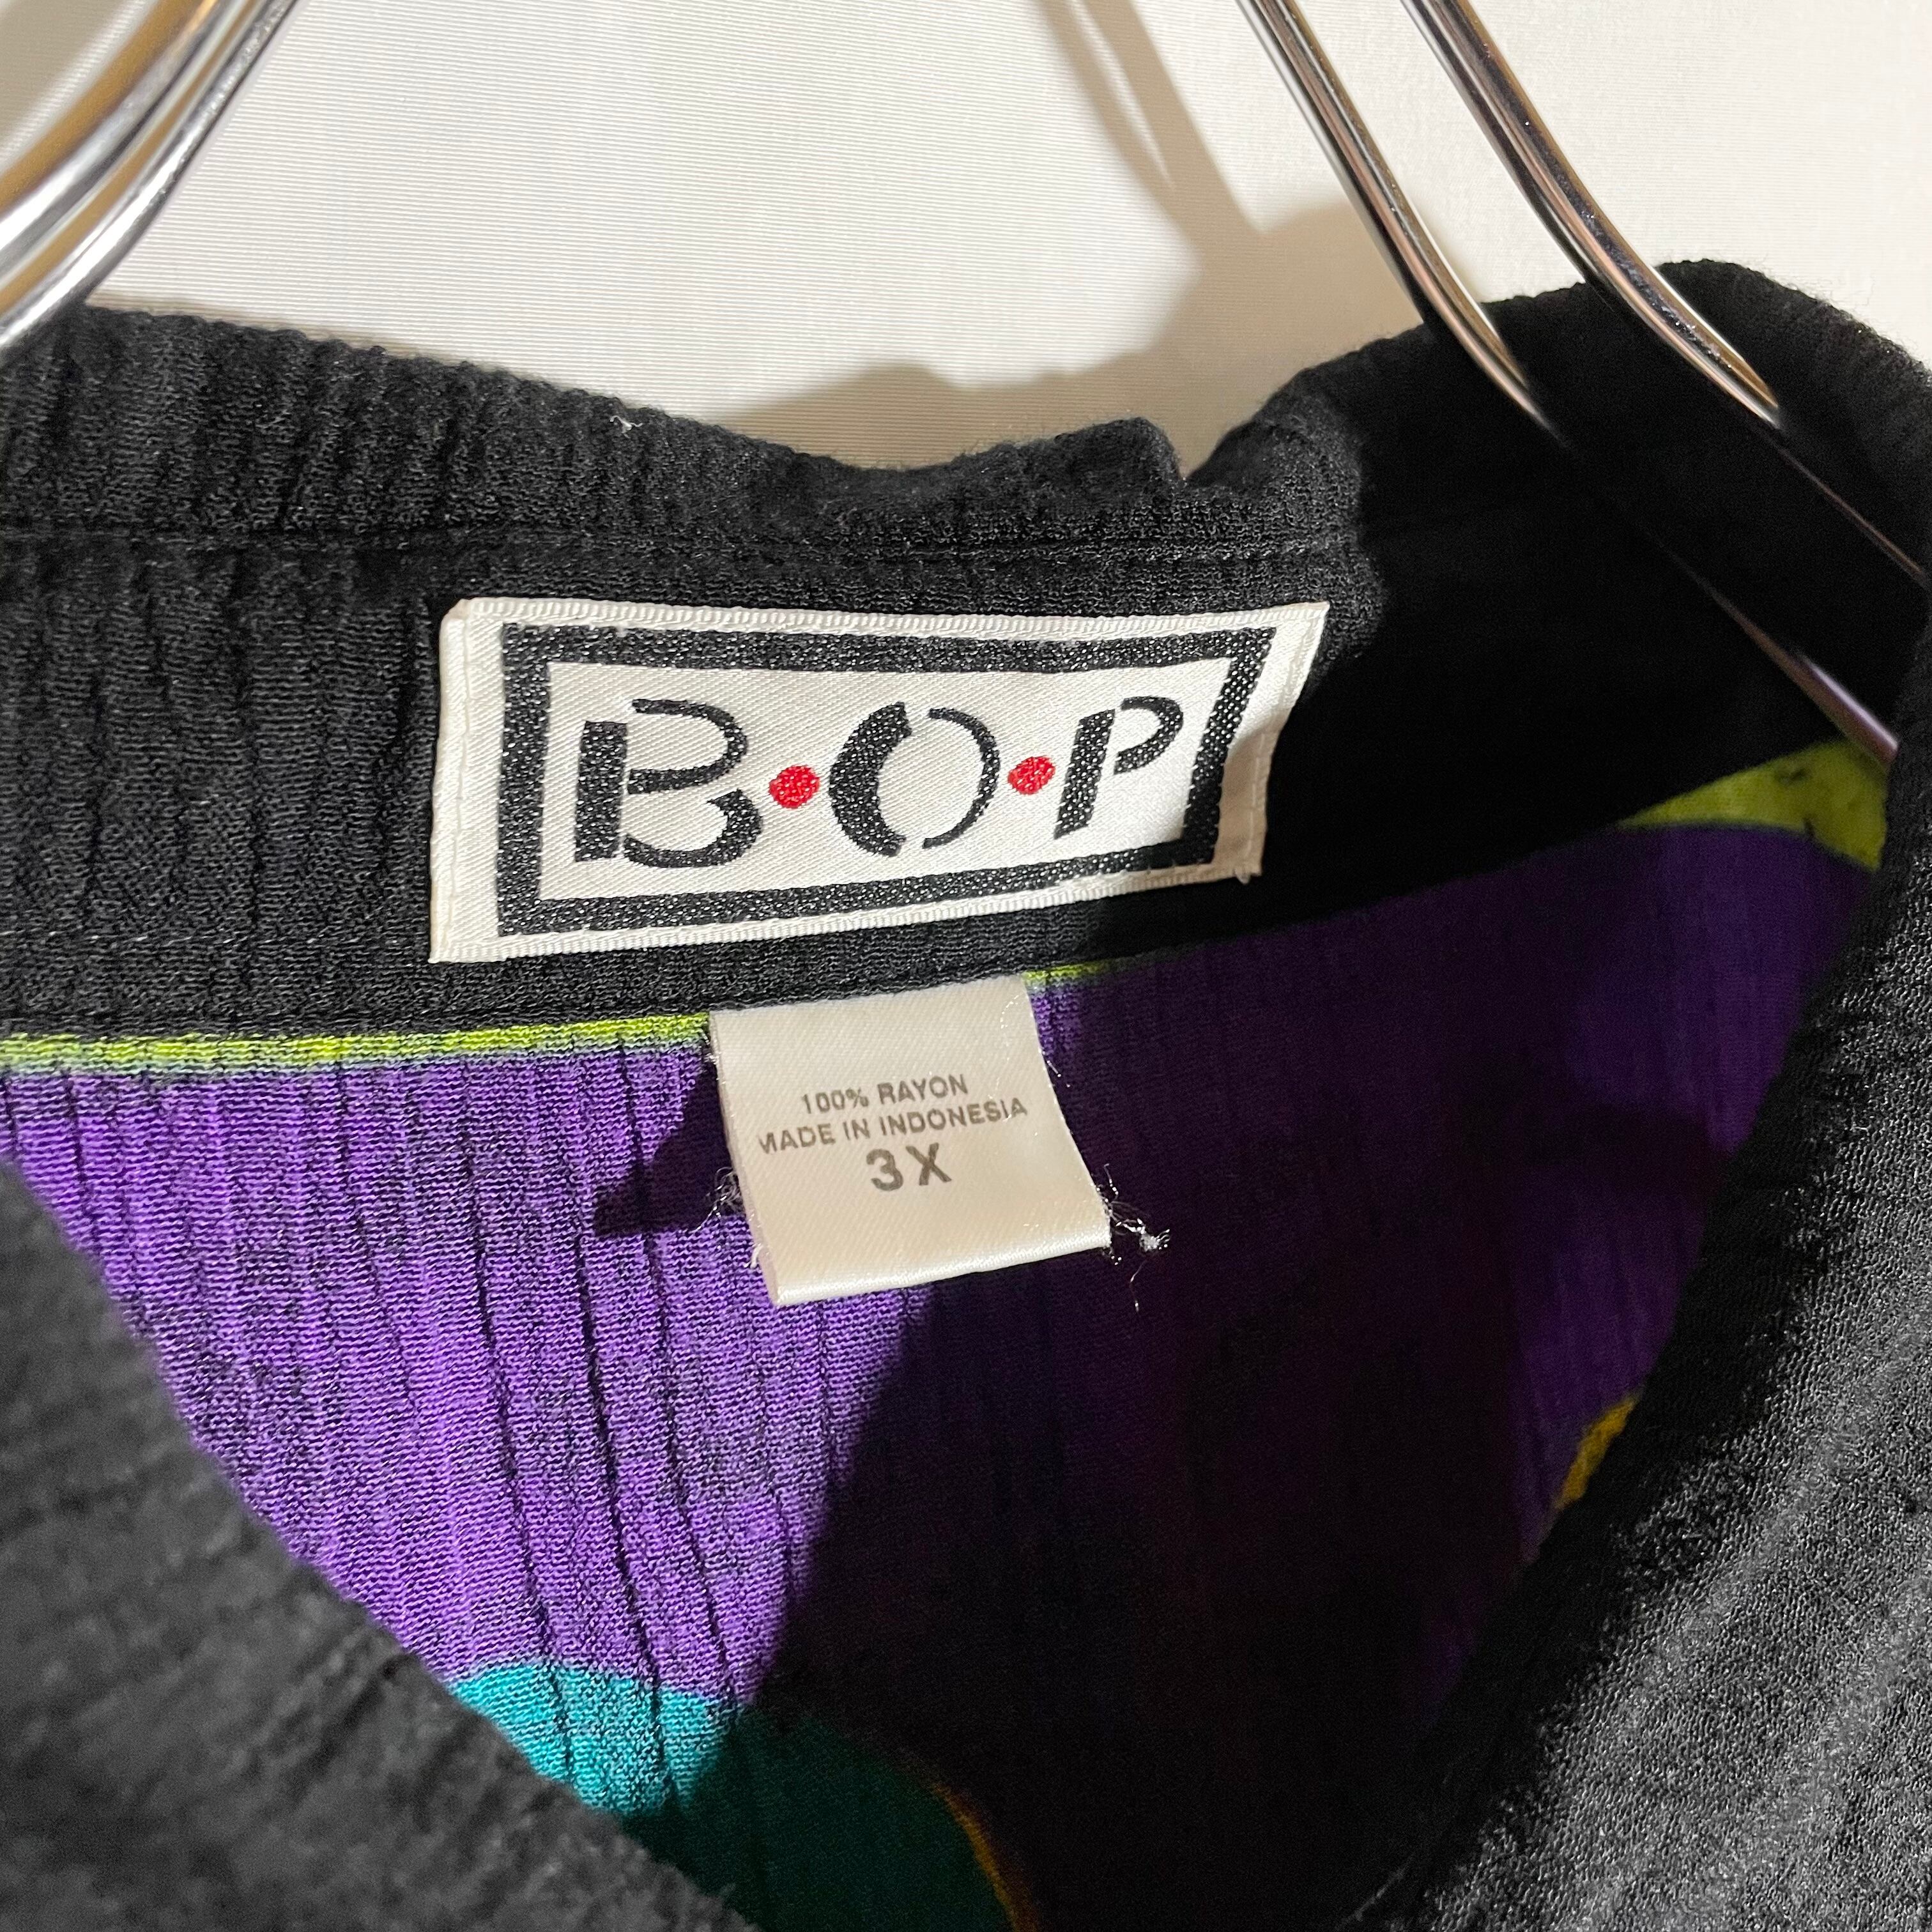 B•O•P
100% RAYON
MADE IN INDONESIA
3X